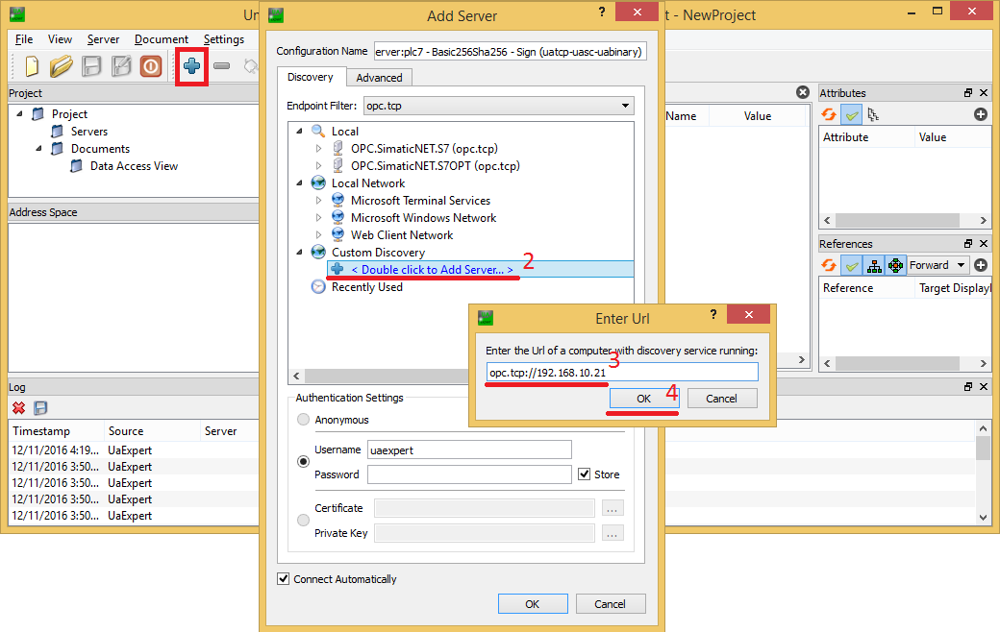 Un
Add Server
?
t - NewProject
File View Server Document Settings
Configuration Name erver:plc7 - Basic256Sha256 - Sign (uatcp-uasc-uabinary)
Discovery Advanced
Endpoint Filter: opc.tcp
Project
Project
Servers
Documents
Data Access View
Address Space
Local
OPC.SimaticNET.S7 (opc.tcp)
OPC.SimaticNET.S7OPT (opc.tcp)
Local Network
Microsoft Terminal Services
Microsoft Windows Network
Web Client Network
Custom Discovery
< Double click to Add Server... > 2
Recently Used
Name Value
Attributes
Attribute Value
References
Forward
Reference Target Displayl
Enter Url
?
Enter the Url of a computer with discovery service running:
opc.tcp://192.168.10.21 3
OK 4 Cancel
Authentication Settings
Anonymous
Username uaexpert
Password Store
Certificate ...
Private Key ...
Connect Automatically
OK Cancel
Log
Timestamp Source Server
12/11/2016 4:19... UaExpert
12/11/2016 3:50... UaExpert
12/11/2016 3:50... UaExpert
12/11/2016 3:50... UaExpert
12/11/2016 3:50... UaExpert